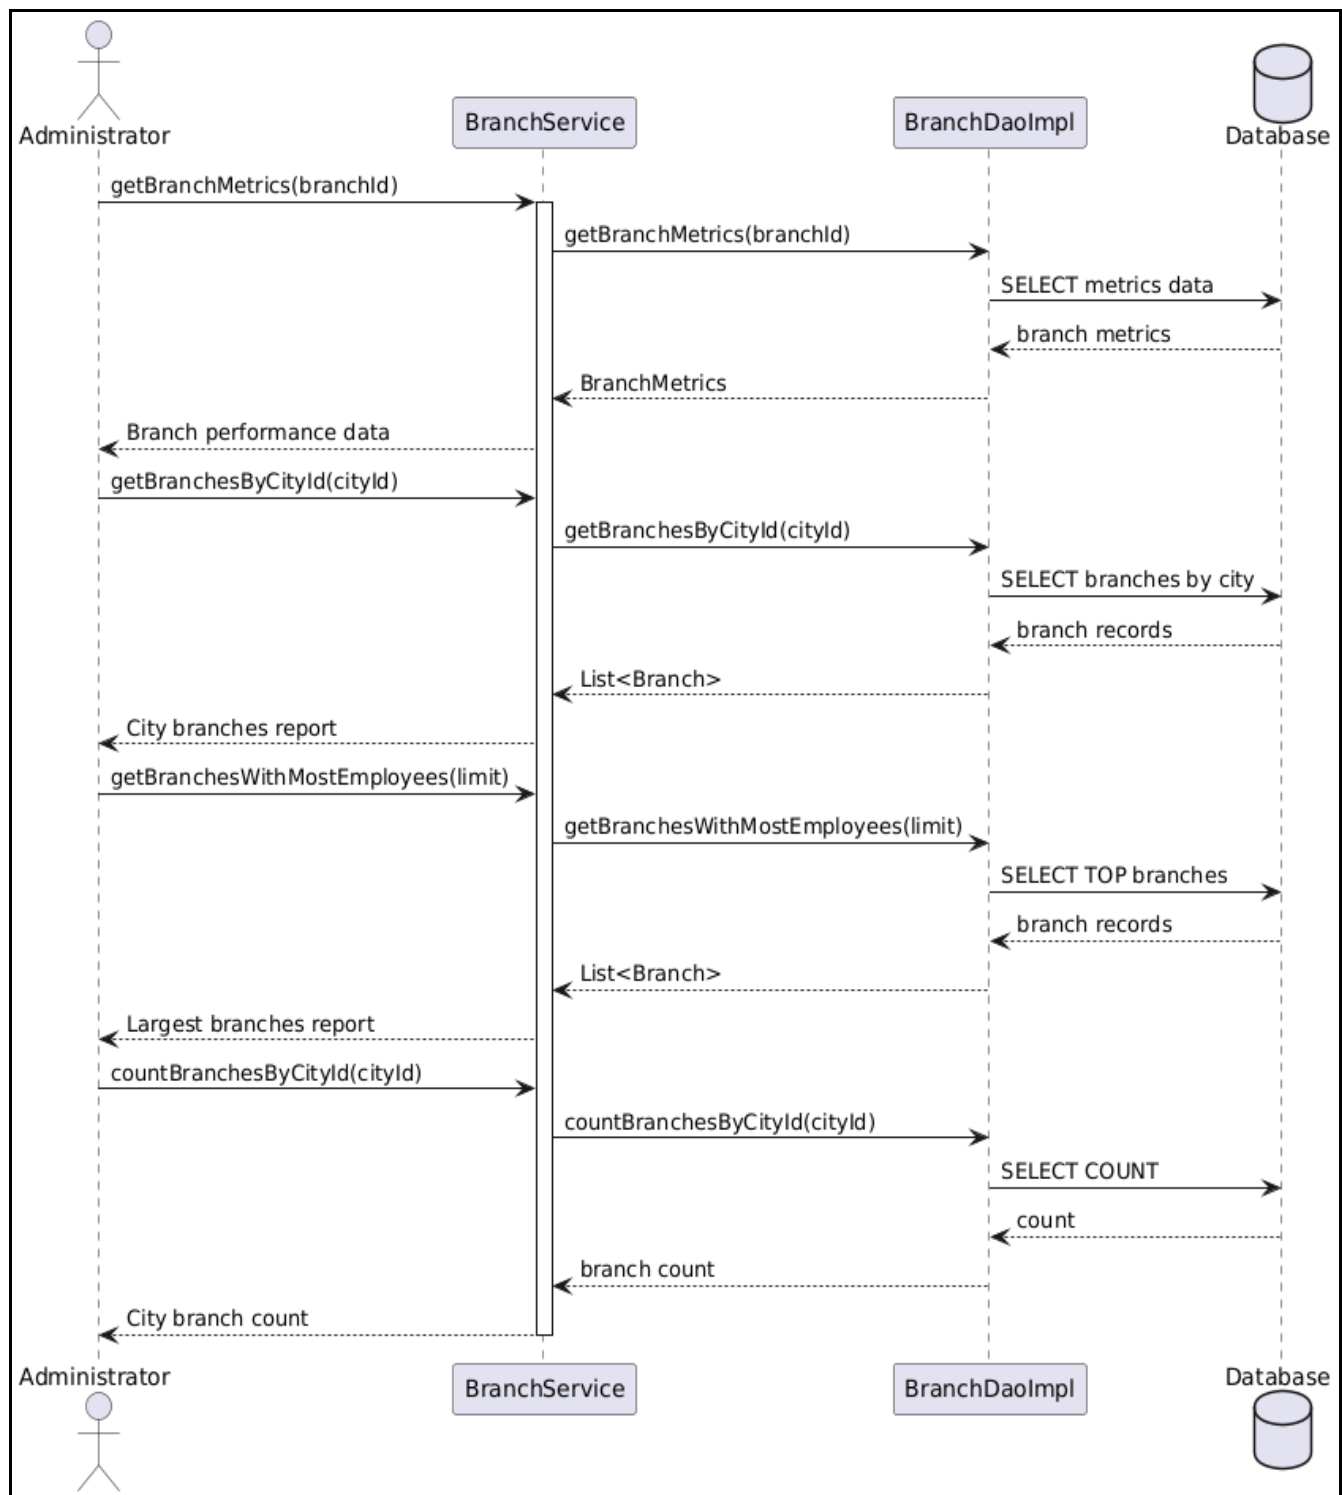 Administrator
BranchService
BranchDaoImpl
Database
getBranchMetrics(branchId)
getBranchMetrics(branchId)
SELECT metrics data
branch metrics
BranchMetrics
Branch performance data
getBranchesByCityId(cityId)
getBranchesByCityId(cityId)
SELECT branches by city
branch records
List<Branch>
City branches report
getBranchesWithMostEmployees(limit)
getBranchesWithMostEmployees(limit)
SELECT TOP branches
branch records
List<Branch>
Largest branches report
countBranchesByCityId(cityId)
countBranchesByCityId(cityId)
SELECT COUNT
count
branch count
City branch count
Administrator
BranchService
BranchDaoImpl
Database